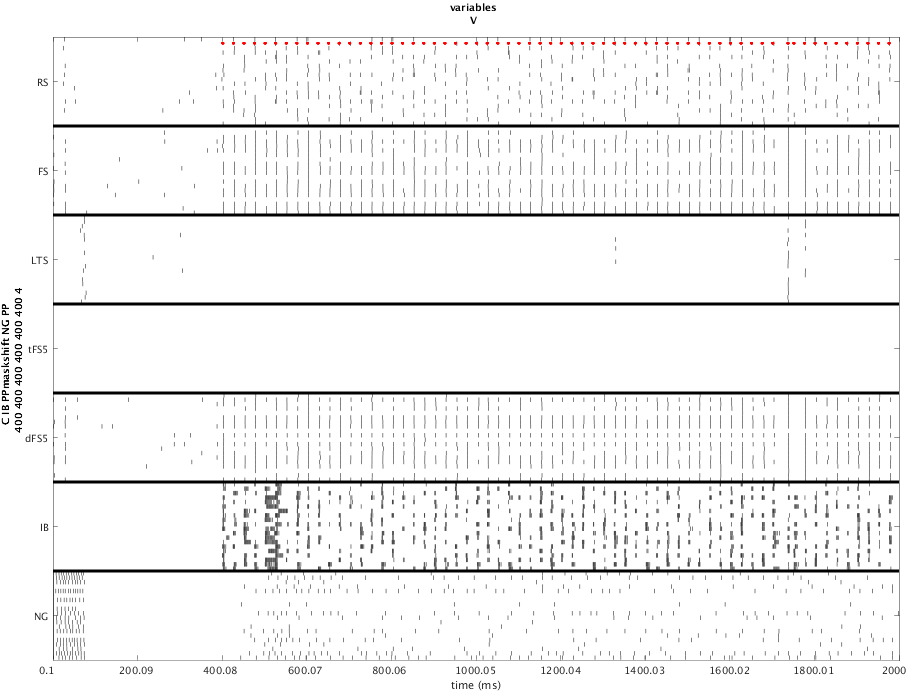 variables
V
RS
FS
LTS
tFS5
dFS5
IB
NG
C IB PPmaskshift NG PP
400 400 400 400 400 400 4
0.1 200.09 400.08 600.07 800.06 1000.05 1200.04 1400.03 1600.02 1800.01 2000
time (ms)